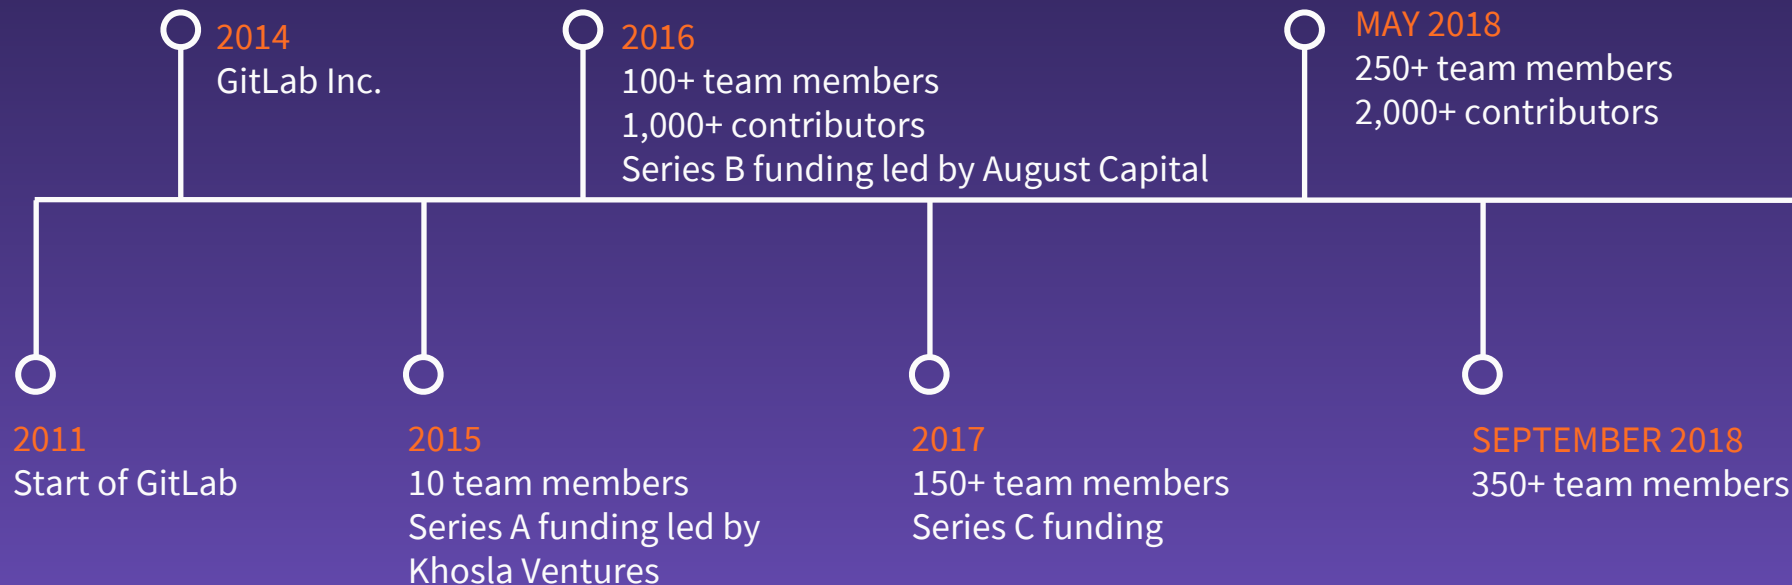 2014
GitLab Inc.
2016
100+ team members
1,000+ contributors
Series B funding led by August Capital
MAY 2018
250+ team members
2,000+ contributors
2011
Start of GitLab
2015
10 team members
Series A funding led by
Khosla Ventures
2017
150+ team members
Series C funding
SEPTEMBER 2018
350+ team members